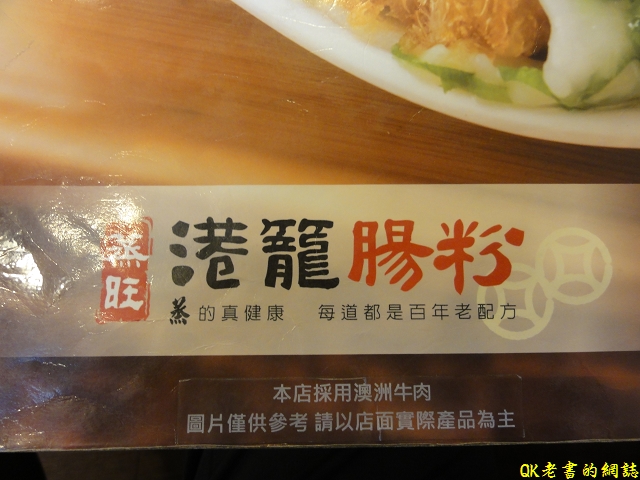 蒸旺
港籠腸粉
蒸的真健康 每道都是百年老配方
本店採用澳洲牛肉
圖片僅供參考 請以店面實際產品為主
QK老書的網誌